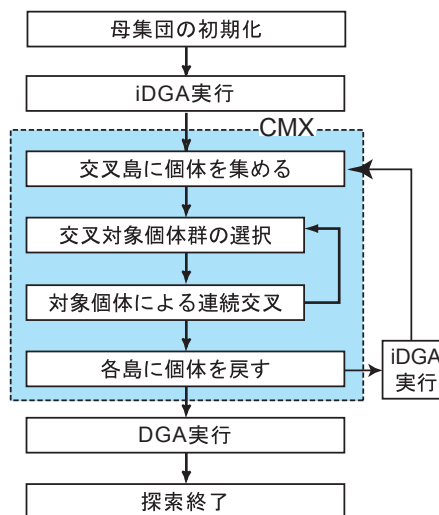 母集団の初期化
iDGA実行
CMX
交叉島に個体を集める
交叉対象個体群の選択
対象個体による連続交叉
各島に個体を戻す
iDGA
実行
DGA実行
探索終了